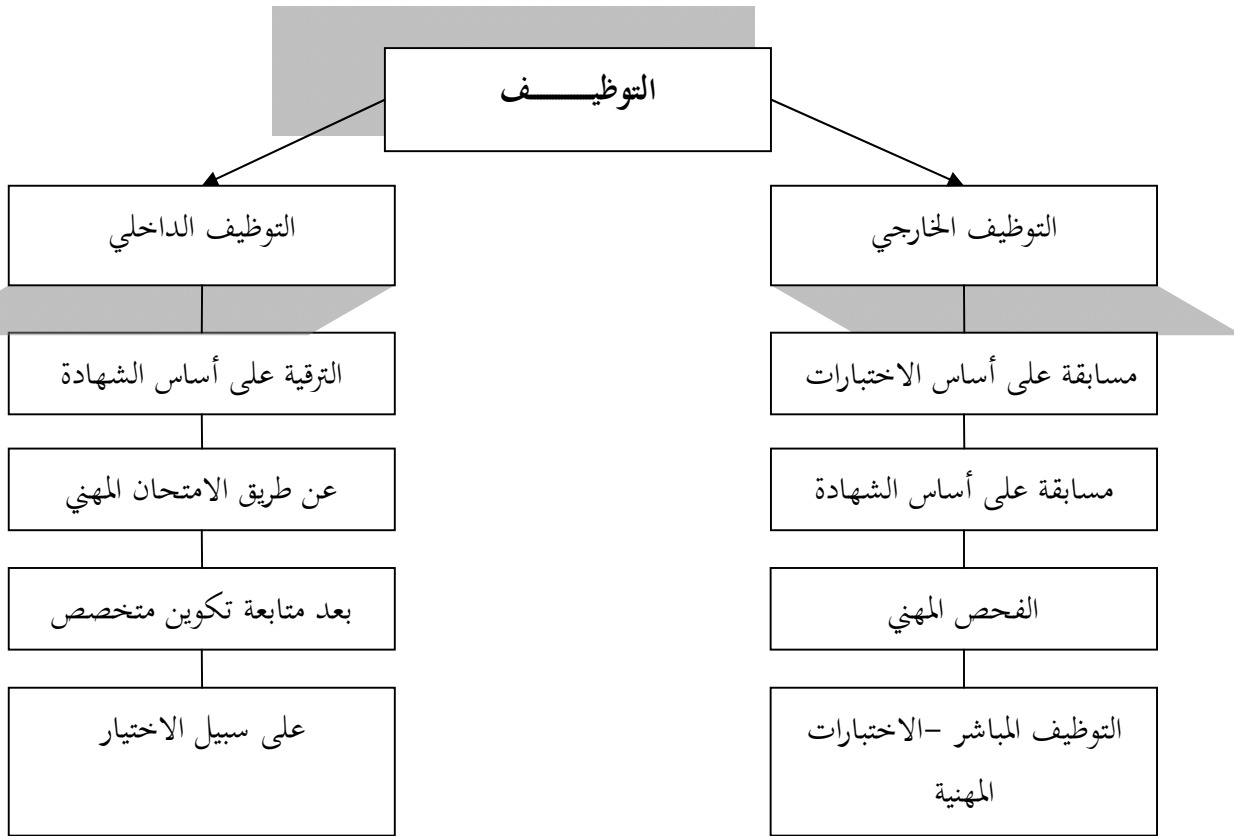 التوظيـــــــف
التوظيف الخارجي
التوظيف الداخلي
مسابقة على أساس الاختبارات
الترقية على أساس الشهادة
مسابقة على أساس الشهادة
عن طريق الامتحان المهني
الفحص المهني
بعد متابعة تكوين متخصص
التوظيف المباشر –الاختبارات
المهنية
على سبيل الاختيار